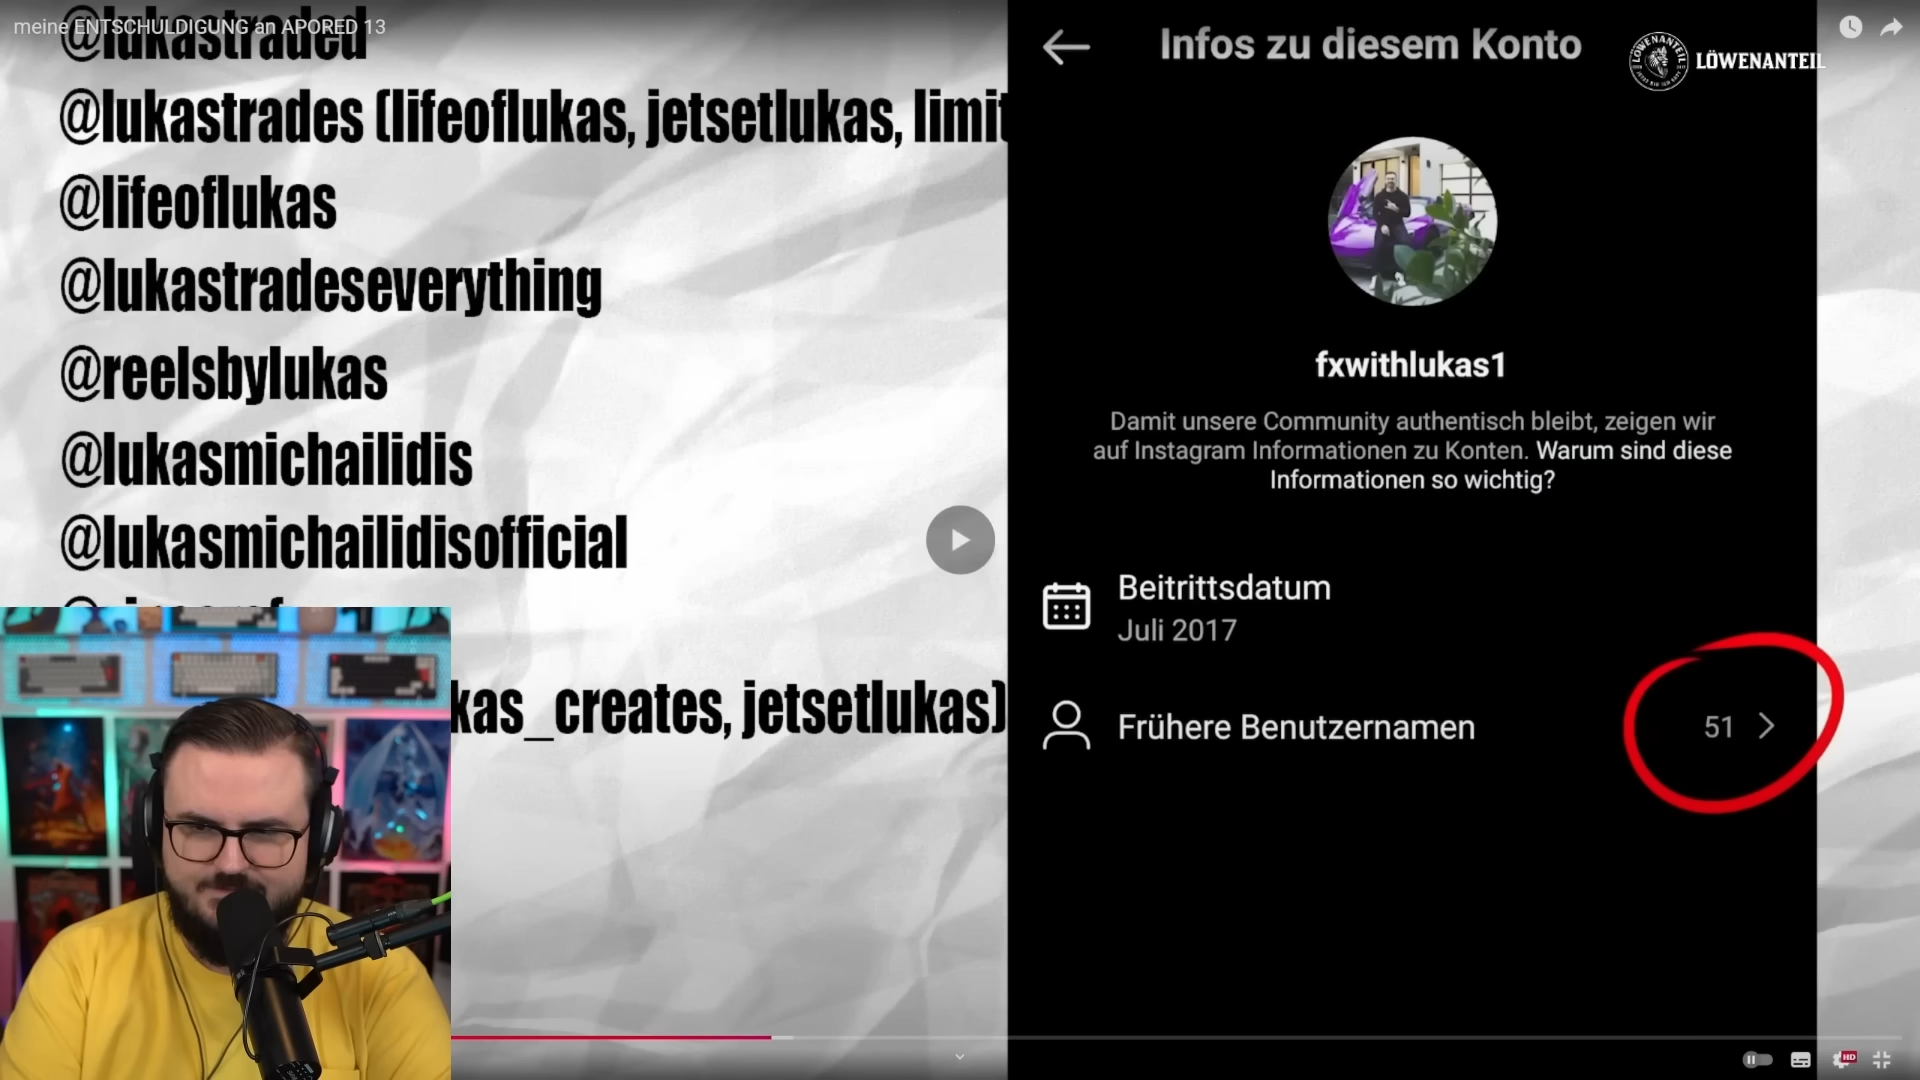 meine ENTSCHULDIGUNG an APORED 13
@lukastraded
@lukastrades (lifeoflukas, jetsetlukas, limit
@lifeoflukas
@lukastradeseverything
@reelsbylukas
@lukasmichailidis
@lukasmichailidisofficial
kas_creates, jetsetlukas)
Infos zu diesem Konto
LÖWENANTEIL
LÖWENANTEIL
fxwithlukas1
Damit unsere Community authentisch bleibt, zeigen wir
auf Instagram Informationen zu Konten. Warum sind diese
Informationen so wichtig?
Beitrittsdatum
Juli 2017
Frühere Benutzernamen
51
HD